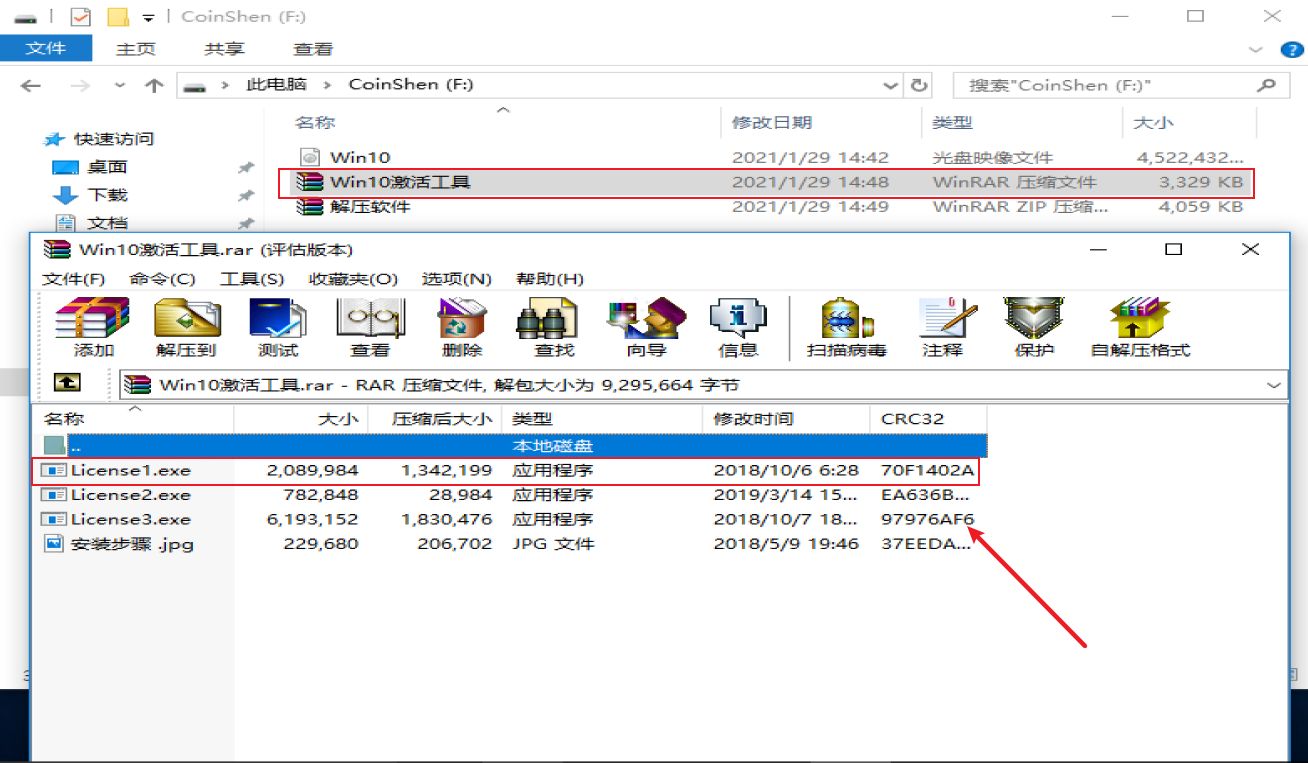 CoinShen (F:)
文件 主页 共享 查看
此电脑 CoinShen (F:) 搜索"CoinShen (F:)"
名称 修改日期 类型 大小
快速访问
桌面
下载
文档
Win10 2021/1/29 14:42 光盘映像文件 4,522,432...
Win10激活工具 2021/1/29 14:48 WinRAR 压缩文件 3,329 KB
解压软件 2021/1/29 14:49 WinRAR ZIP 压缩... 4,059 KB
Win10激活工具.rar (评估版本)
文件(F) 命令(C) 工具(S) 收藏夹(O) 选项(N) 帮助(H)
添加 解压到 测试 查看 删除 查找 向导 信息 扫描病毒 注释 保护 自解压格式
Win10激活工具.rar - RAR 压缩文件, 解包大小为 9,295,664 字节
名称 大小 压缩后大小 类型 修改时间 CRC32
.. 本地磁盘
License1.exe 2,089,984 1,342,199 应用程序 2018/10/6 6:28 70F1402A
License2.exe 782,848 28,984 应用程序 2019/3/14 15... EA636B...
License3.exe 6,193,152 1,830,476 应用程序 2018/10/7 18... 97976AF6
安装步骤 .jpg 229,680 206,702 JPG 文件 2018/5/9 19:46 37EEDA...